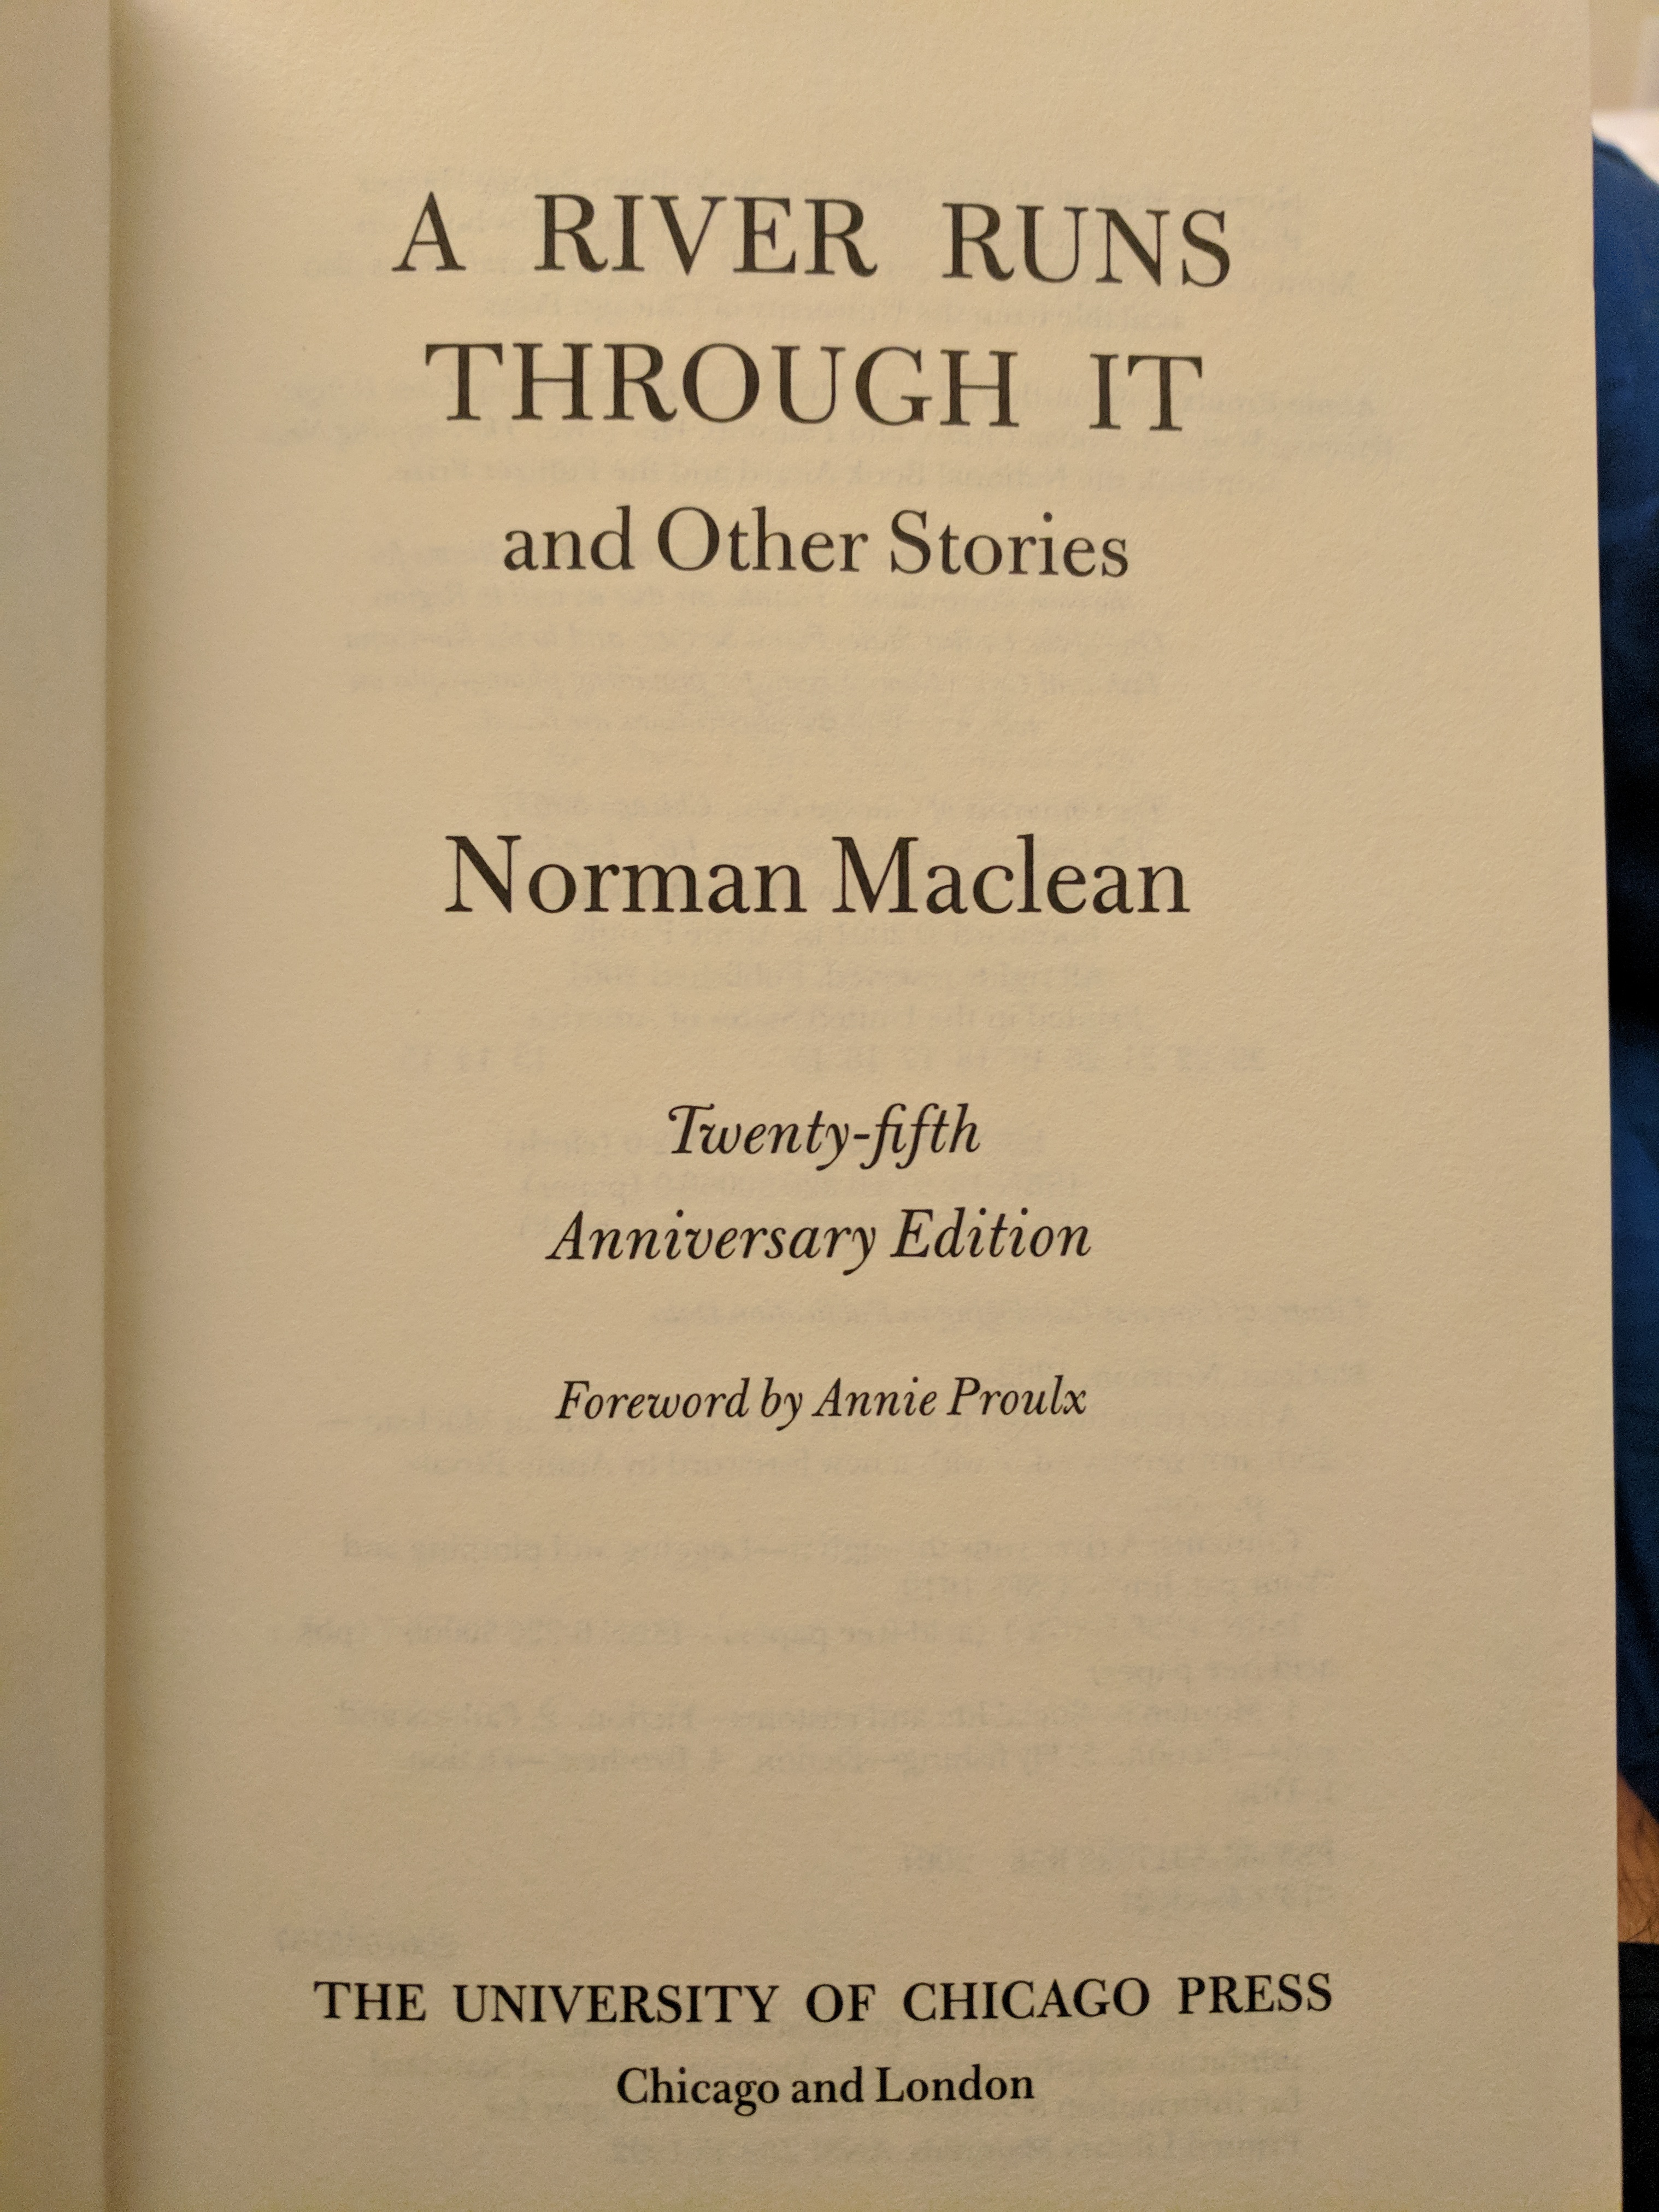 A RIVER RUNS
THROUGH IT
and Other Stories
Norman Maclean
Twenty-fifth
Anniversary Edition
Foreword by Annie Proulx
THE UNIVERSITY OF CHICAGO PRESS
Chicago and London